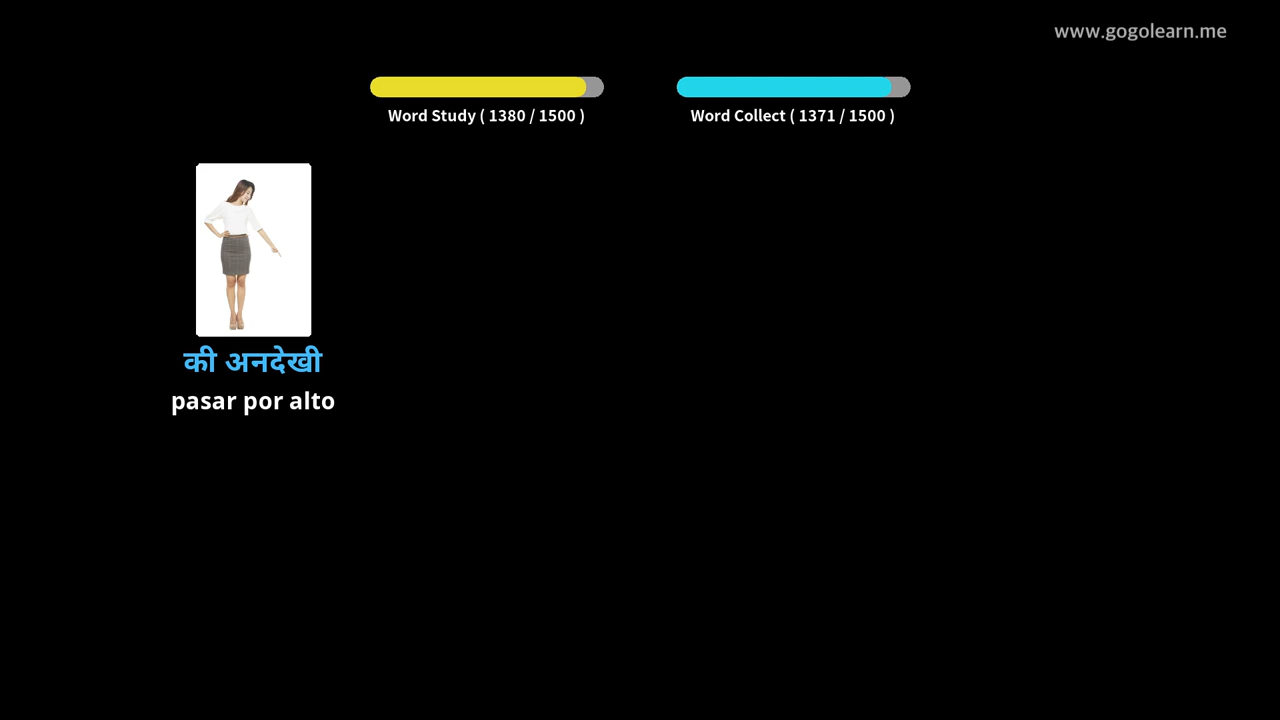 www.gogolearn.me
Word Study ( 1380 / 1500 )
Word Collect ( 1371 / 1500 )
की अनदेखी
pasar por alto